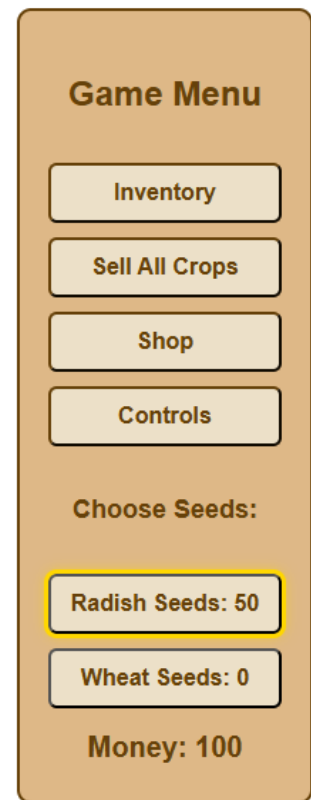 Game Menu
Inventory
Sell All Crops
Shop
Controls
Choose Seeds:
Radish Seeds: 50
Wheat Seeds: 0
Money: 100